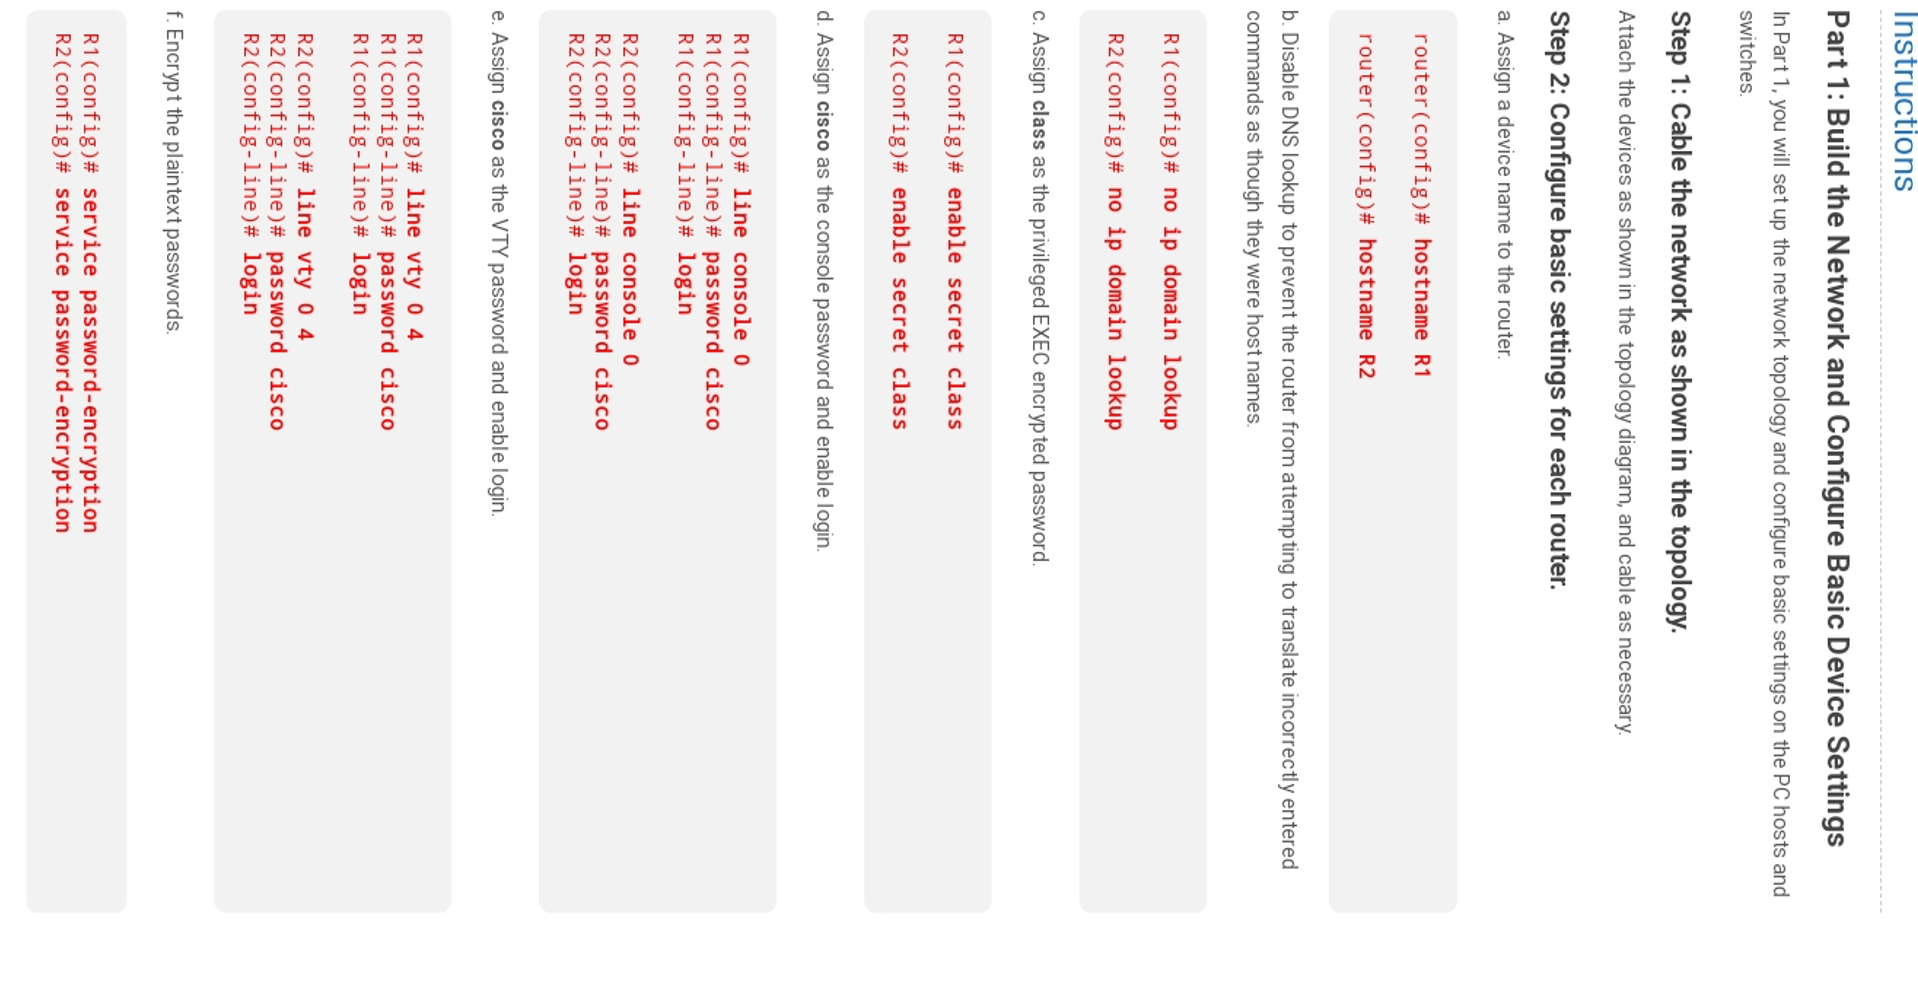 Instructions
Part 1: Build the Network and Configure Basic Device Settings
In Part 1, you will set up the network topology and configure basic settings on the PC hosts and
switches.
Step 1: Cable the network as shown in the topology.
Attach the devices as shown in the topology diagram, and cable as necessary.
Step 2: Configure basic settings for each router.
a. Assign a device name to the router.
router(config)# hostname R1
router(config)# hostname R2
b. Disable DNS lookup to prevent the router from attempting to translate incorrectly entered
commands as though they were host names.
R1(config)# no ip domain lookup
R2(config)# no ip domain lookup
c. Assign class as the privileged EXEC encrypted password.
R1(config)# enable secret class
R2(config)# enable secret class
d. Assign cisco as the console password and enable login.
R1(config)# line console 0
R1(config-line)# password cisco
R1(config-line)# login
R2(config)# line console 0
R2(config-line)# password cisco
R2(config-line)# login
e. Assign cisco as the VTY password and enable login.
R1(config)# line vty 0 4
R1(config-line)# password cisco
R1(config-line)# login
R2(config)# line vty 0 4
R2(config-line)# password cisco
R2(config-line)# login
f. Encrypt the plaintext passwords.
R1(config)# service password-encryption
R2(config)# service password-encryption